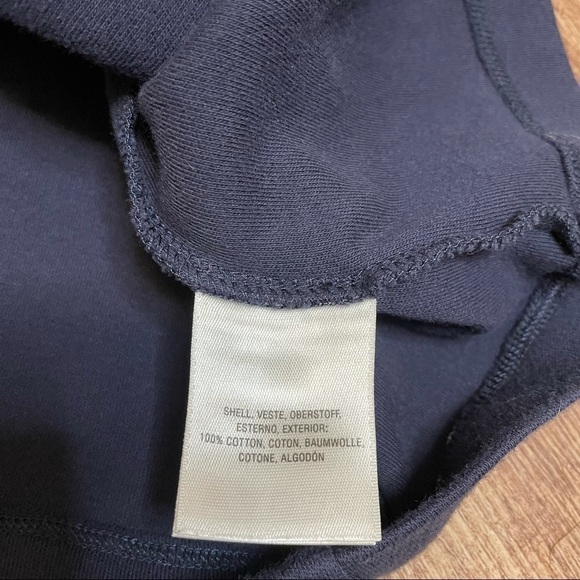 SHELL, VESTE, OBERSTOFF,
ESTERNO, EXTERIOR:
100% COTTON, COTON, BAUMWOLLE,
COTONE, ALGODÓN